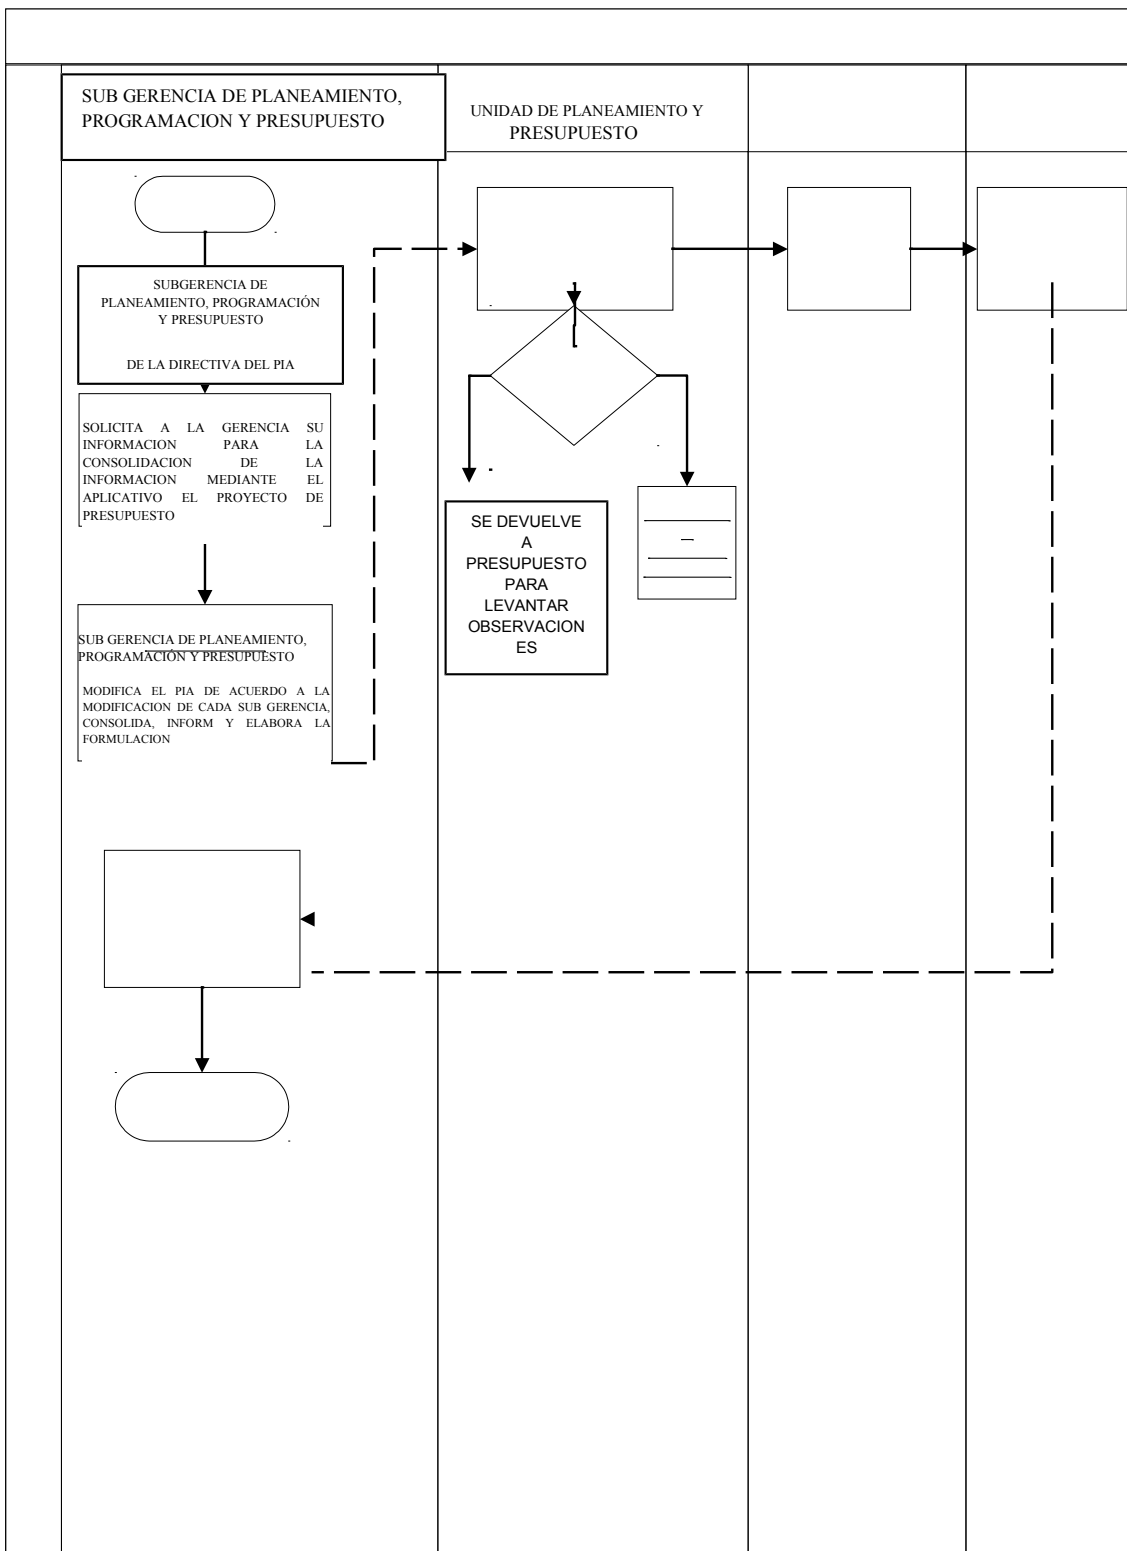 SUB GERENCIA DE PLANEAMIENTO,
PROGRAMACION Y PRESUPUESTO
UNIDAD DE PLANEAMIENTO Y
PRESUPUESTO
SUBGERENCIA DE
PLANEAMIENTO, PROGRAMACIÓN
Y PRESUPUESTO
DE LA DIRECTIVA DEL PIA
SOLICITA A LA GERENCIA SU
INFORMACION PARA LA
CONSOLIDACION DE LA
INFORMACION MEDIANTE EL
APLICATIVO EL PROYECTO DE
PRESUPUESTO
SUB GERENCIA DE PLANEAMIENTO,
PROGRAMACIÓN Y PRESUPUESTO
MODIFICA EL PIA DE ACUERDO A LA
MODIFICACION DE CADA SUB GERENCIA,
CONSOLIDA, INFORM Y ELABORA LA
FORMULACION
SE DEVUELVE
A
PRESUPUESTO
PARA
LEVANTAR
OBSERVACION
ES